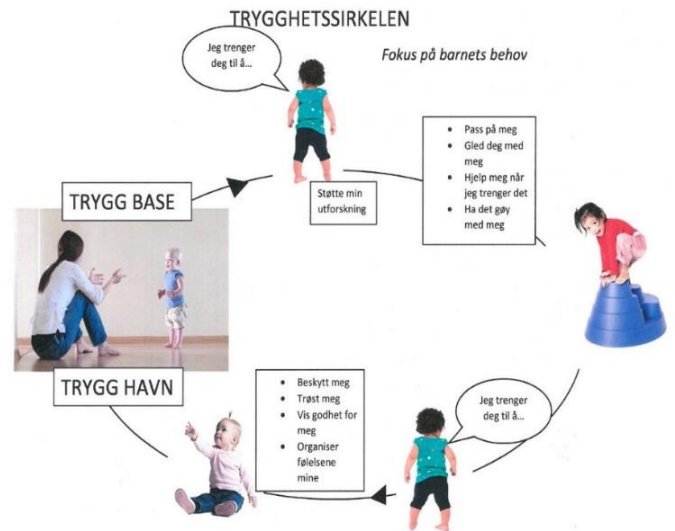 TRYGGHETSSIRKELEN
Jeg trenger
deg til å...
Fokus på barnets behov
• Pass på meg
• Gled deg med
meg
• Hjelp meg når
jeg trenger det
• Ha det gøy
med meg
Støtte min
utforskning
TRYGG BASE
TRYGG HAVN
• Beskytt meg
• Trøst meg
• Vis godhet for
meg
• Organiser
følelsene
mine
Jeg trenger
deg til å...